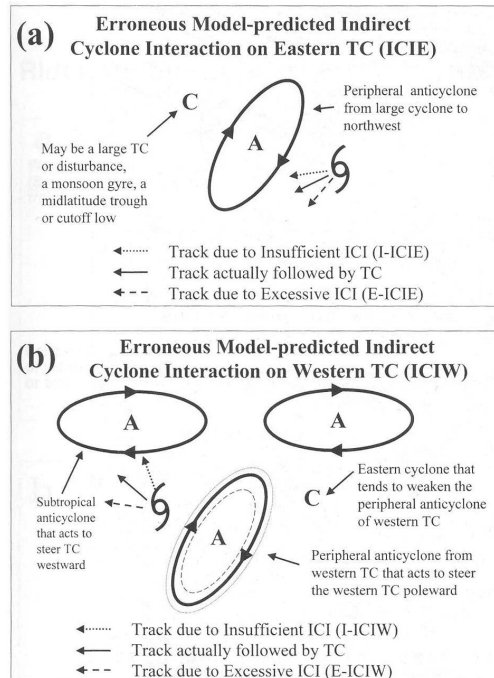 (a)
Erroneous Model-predicted Indirect
Cyclone Interaction on Eastern TC (ICIE)
C
A
Peripheral anticyclone
from large cyclone to
northwest
May be a large TC
or disturbance,
a monsoon gyre, a
midlatitude trough
or cutoff low
Track due to Insufficient ICI (I-ICIE)
Track actually followed by TC
Track due to Excessive ICI (E-ICIE)
(b)
Erroneous Model-predicted Indirect
Cyclone Interaction on Western TC (ICIW)
A
A
Subtropical
anticyclone
that acts to
steer TC
westward
C
Eastern cyclone that
tends to weaken the
peripheral anticyclone
of western TC
A
Peripheral anticyclone from
western TC that acts to steer
the western TC poleward
Track due to Insufficient ICI (I-ICIW)
Track actually followed by TC
Track due to Excessive ICI (E-ICIW)